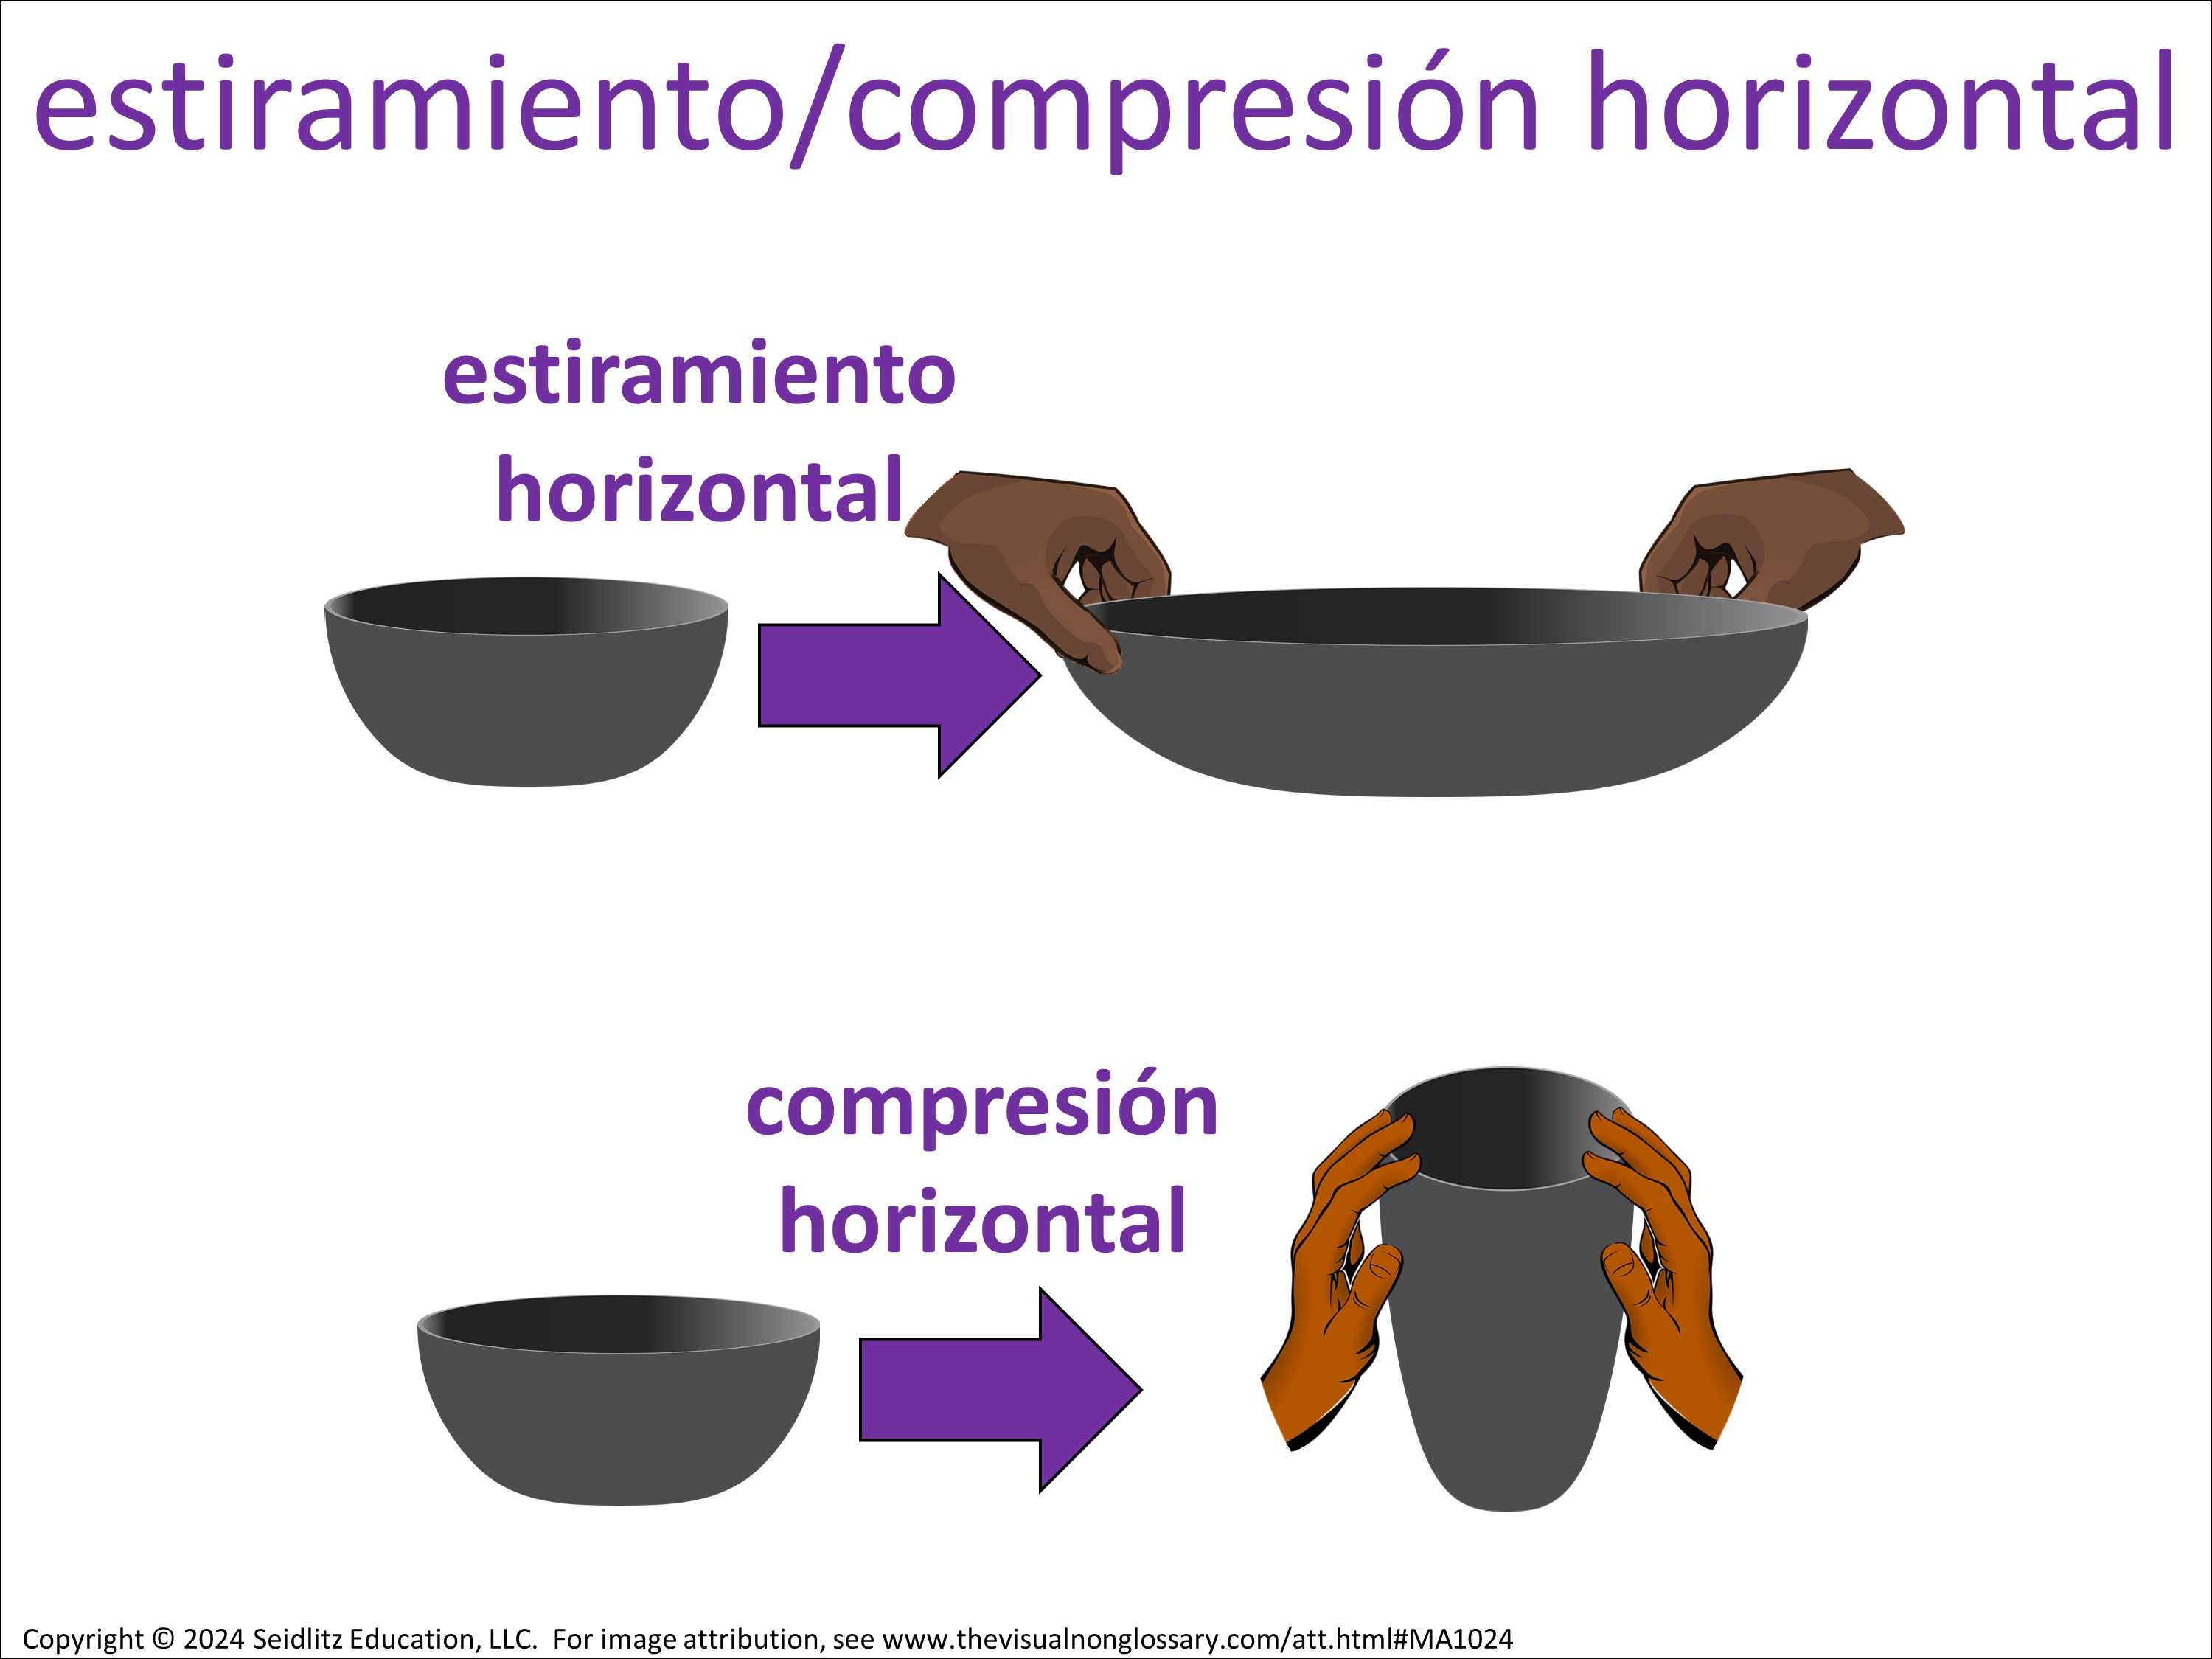 estiramiento/compresión horizontal
estiramiento
horizontal
compresión
horizontal
Copyright © 2024 Seidlitz Education, LLC.  For image attribution, see www.thevisualnonglossary.com/att.html#MA1024